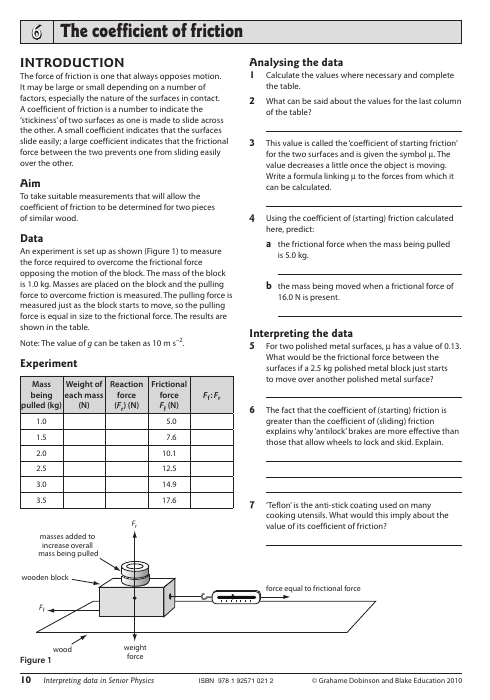 6
The coefficient of friction
INTRODUCTION
The force of friction is one that always opposes motion.
It may be large or small depending on a number of
factors, especially the nature of the surfaces in contact.
A coefficient of friction is a number to indicate the
'stickiness' of two surfaces as one is made to slide across
the other. A small coefficient indicates that the surfaces
slide easily; a large coefficient indicates that the frictional
force between the two prevents one from sliding easily
over the other.
Aim
To take suitable measurements that will allow the
coefficient of friction to be determined for two pieces
of similar wood.
Data
An experiment is set up as shown (Figure 1) to measure
the force required to overcome the frictional force
opposing the motion of the block. The mass of the block
is 1.0 kg. Masses are placed on the block and the pulling
force to overcome friction is measured. The pulling force is
measured just as the block starts to move, so the pulling
force is equal in size to the frictional force. The results are
shown in the table.
Note: The value of g can be taken as 10 m s⁻².
Experiment
Mass being pulled (kg) Weight of each mass (N) Reaction force (Fr) (N) Frictional force Ff (N) Ff : Fr
1.0 5.0
1.5 7.6
2.0 10.1
2.5 12.5
3.0 14.9
3.5 17.6
Fr
masses added to
increase overall
mass being pulled
wooden block
force equal to frictional force
Ff
wood
weight
force
Figure 1
Analysing the data
1 Calculate the values where necessary and complete
the table.
2 What can be said about the values for the last column
of the table?
3 This value is called the 'coefficient of starting friction'
for the two surfaces and is given the symbol µ. The
value decreases a little once the object is moving.
Write a formula linking µ to the forces from which it
can be calculated.
4 Using the coefficient of (starting) friction calculated
here, predict:
a the frictional force when the mass being pulled
is 5.0 kg.
b the mass being moved when a frictional force of
16.0 N is present.
Interpreting the data
5 For two polished metal surfaces, µ has a value of 0.13.
What would be the frictional force between the
surfaces if a 2.5 kg polished metal block just starts
to move over another polished metal surface?
6 The fact that the coefficient of (starting) friction is
greater than the coefficient of (sliding) friction
explains why 'antilock' brakes are more effective than
those that allow wheels to lock and skid. Explain.
7 'Teflon' is the anti-stick coating used on many
cooking utensils. What would this imply about the
value of its coefficient of friction?
10 Interpreting data in Senior Physics ISBN 978 1 92571 021 2 © Grahame Dobinson and Blake Education 2010